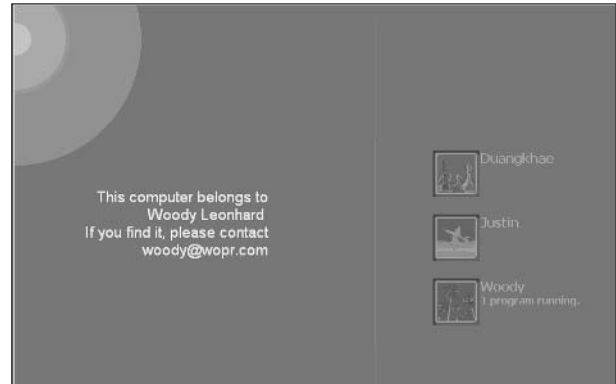 This computer belongs to
Woody Leonhard
If you find it, please contact
woody@wopr.com
Duangkhae
Justin
Woody
1 program running.